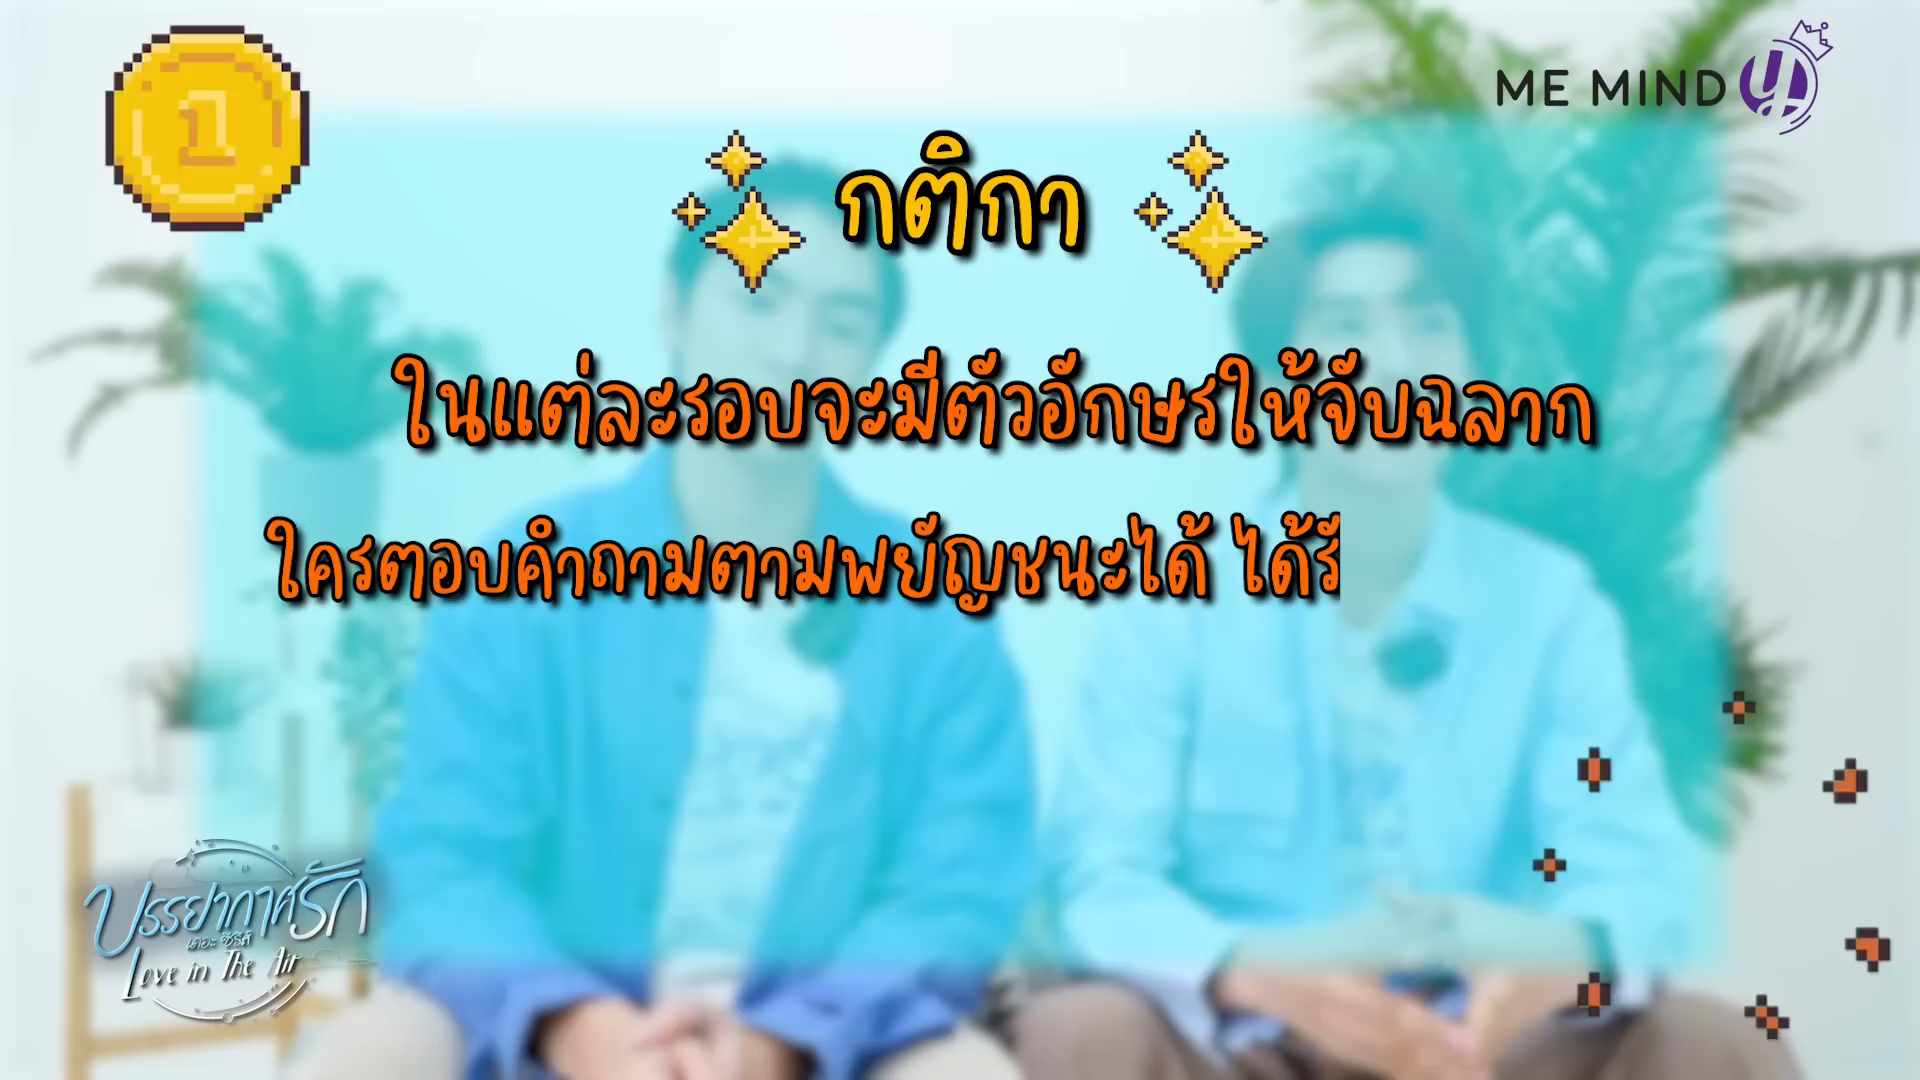 1
ME MIND Y
กติกา
ในแต่ละรอบจะมีตัวอักษรให้จับฉลาก
ใครตอบคำถามตามพยัญชนะได้ ได้รั
บรรยากาศรัก
เดอะ ซีรีส์
Love in The Air